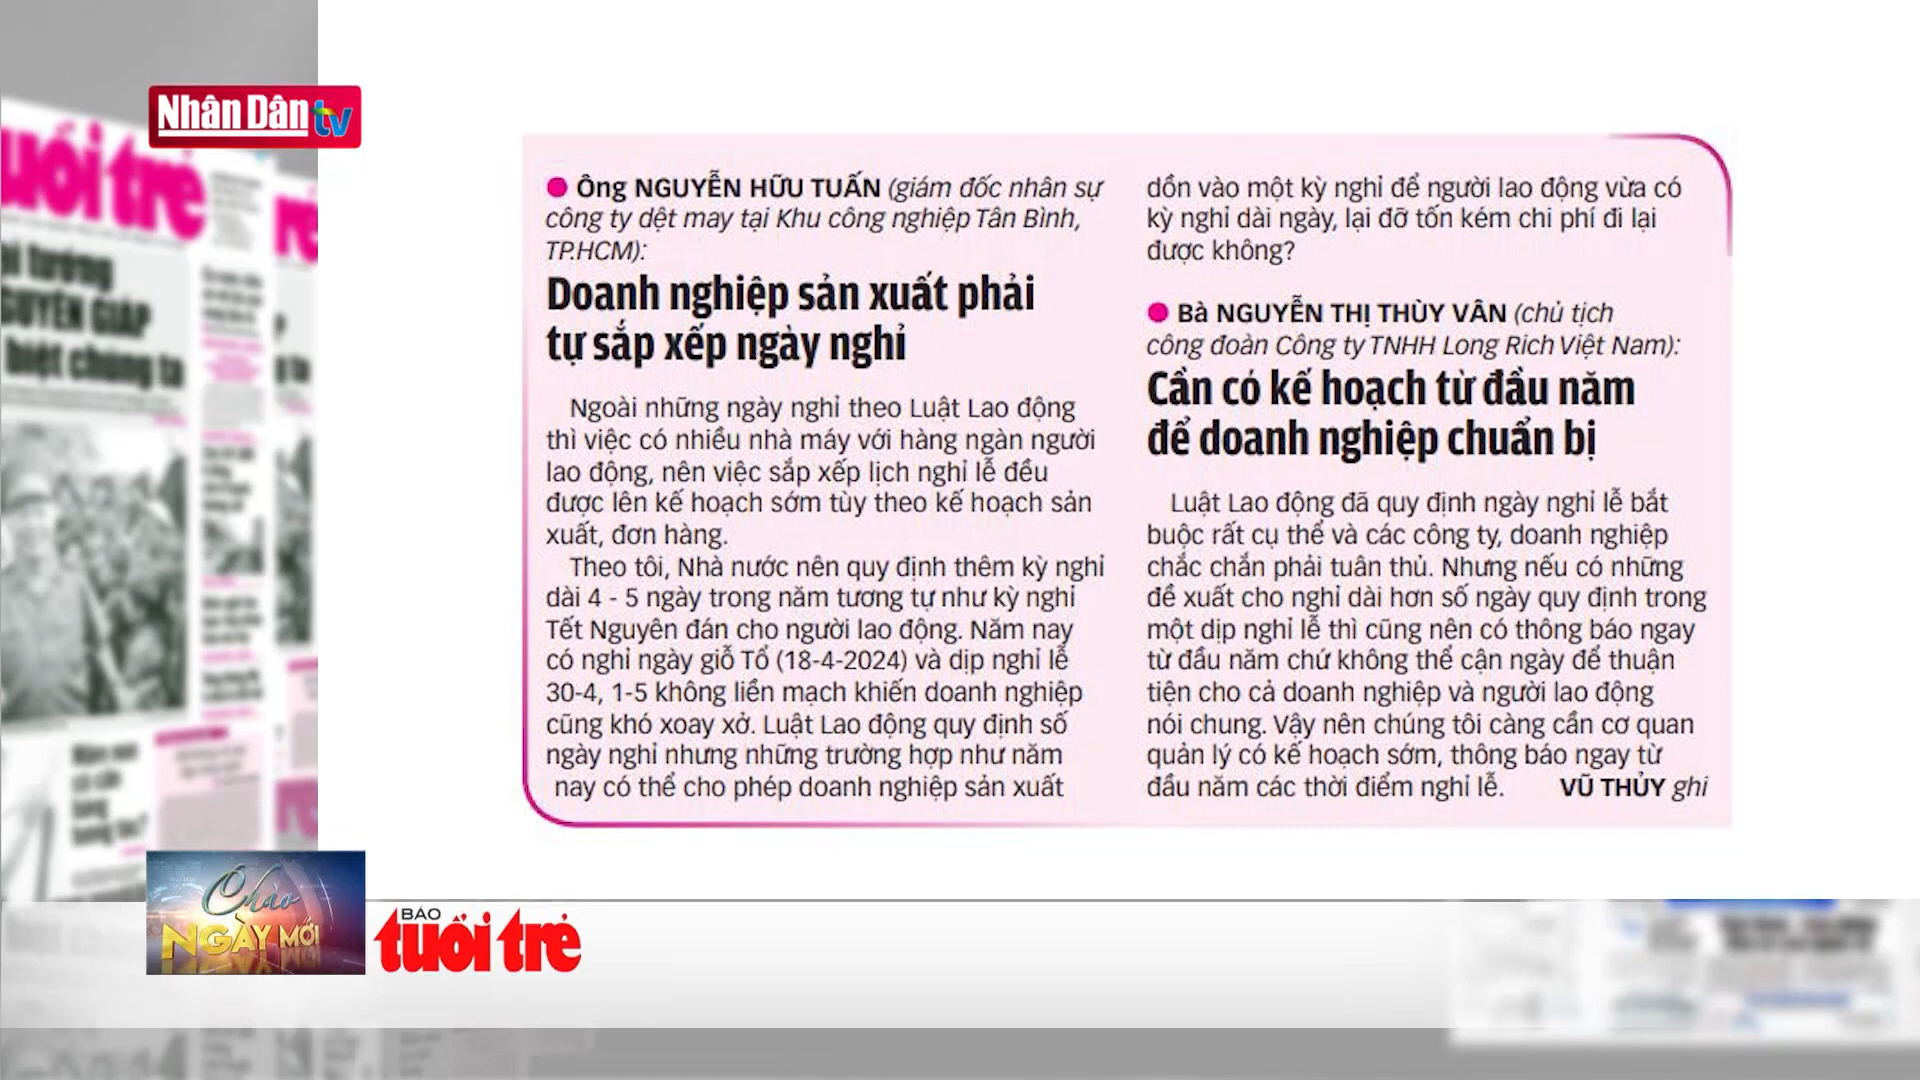 Nhân Dân tv
tuổi trẻ
● Ông NGUYỄN HỮU TUẤN (giám đốc nhân sự
công ty dệt may tại Khu công nghiệp Tân Bình,
TP.HCM):
Doanh nghiệp sản xuất phải
tự sắp xếp ngày nghỉ
Ngoài những ngày nghỉ theo Luật Lao động
thì việc có nhiều nhà máy với hàng ngàn người
lao động, nên việc sắp xếp lịch nghỉ lễ đều
được lên kế hoạch sớm tùy theo kế hoạch sản
xuất, đơn hàng.
Theo tôi, Nhà nước nên quy định thêm kỳ nghỉ
dài 4 - 5 ngày trong năm tương tự như kỳ nghỉ
Tết Nguyên đán cho người lao động. Năm nay
có nghỉ ngày giỗ Tổ (18-4-2024) và dịp nghỉ lễ
30-4, 1-5 không liền mạch khiến doanh nghiệp
cũng khó xoay xở. Luật Lao động quy định số
ngày nghỉ nhưng những trường hợp như năm
nay có thể cho phép doanh nghiệp sản xuất
dồn vào một kỳ nghỉ để người lao động vừa có
kỳ nghỉ dài ngày, lại đỡ tốn kém chi phí đi lại
được không?
● Bà NGUYỄN THỊ THÙY VÂN (chủ tịch
công đoàn Công ty TNHH Long Rich Việt Nam):
Cần có kế hoạch từ đầu năm
để doanh nghiệp chuẩn bị
Luật Lao động đã quy định ngày nghỉ lễ bắt
buộc rất cụ thể và các công ty, doanh nghiệp
chắc chắn phải tuân thủ. Nhưng nếu có những
đề xuất cho nghỉ dài hơn số ngày quy định trong
một dịp nghỉ lễ thì cũng nên có thông báo ngay
từ đầu năm chứ không thể cận ngày để thuận
tiện cho cả doanh nghiệp và người lao động
nói chung. Vậy nên chúng tôi càng cần cơ quan
quản lý có kế hoạch sớm, thông báo ngay từ
đầu năm các thời điểm nghỉ lễ. VŨ THỦY ghi
Chào
NGÀY MỚI
BÁO
tuổi trẻ